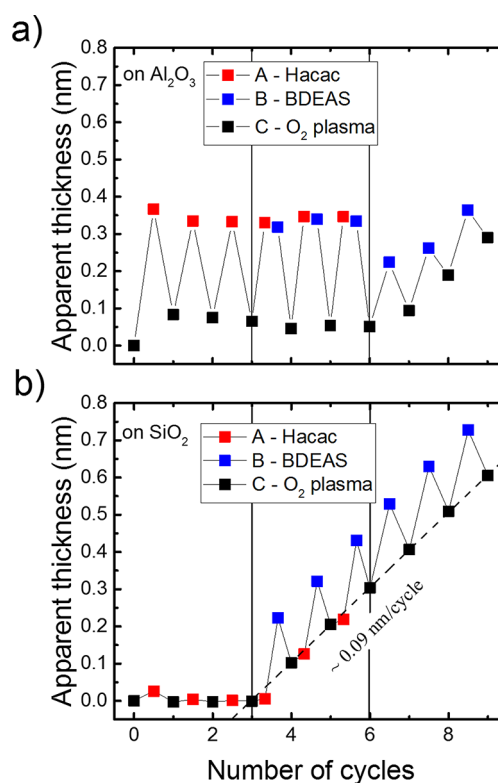 a)
0.8
0.7
0.6
0.5
0.4
0.3
0.2
0.1
0.0
Apparent thickness (nm)
on Al₂O₃
A - Hacac
B - BDEAS
C - O₂ plasma
b)
0.8
0.7
0.6
0.5
0.4
0.3
0.2
0.1
0.0
Apparent thickness (nm)
on SiO₂
A - Hacac
B - BDEAS
C - O₂ plasma
~ 0.09 nm/cycle
0 2 4 6 8
Number of cycles